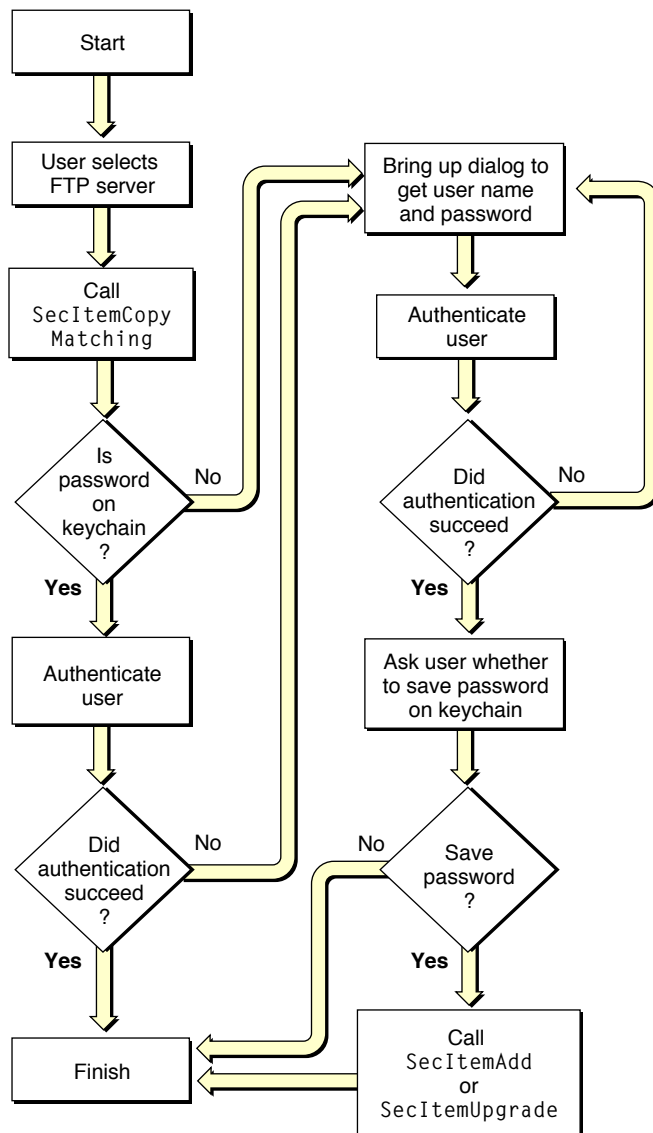 Start
User selects
FTP server
Call
SecItemCopy
Matching
Is
password
on
keychain
?
No
Yes
Authenticate
user
Did
authentication
succeed
?
No
Yes
Finish
Bring up dialog to
get user name
and password
Authenticate
user
Did
authentication
succeed
?
No
Yes
Ask user whether
to save password
on keychain
Save
password
?
No
Yes
Call
SecItemAdd
or
SecItemUpgrade